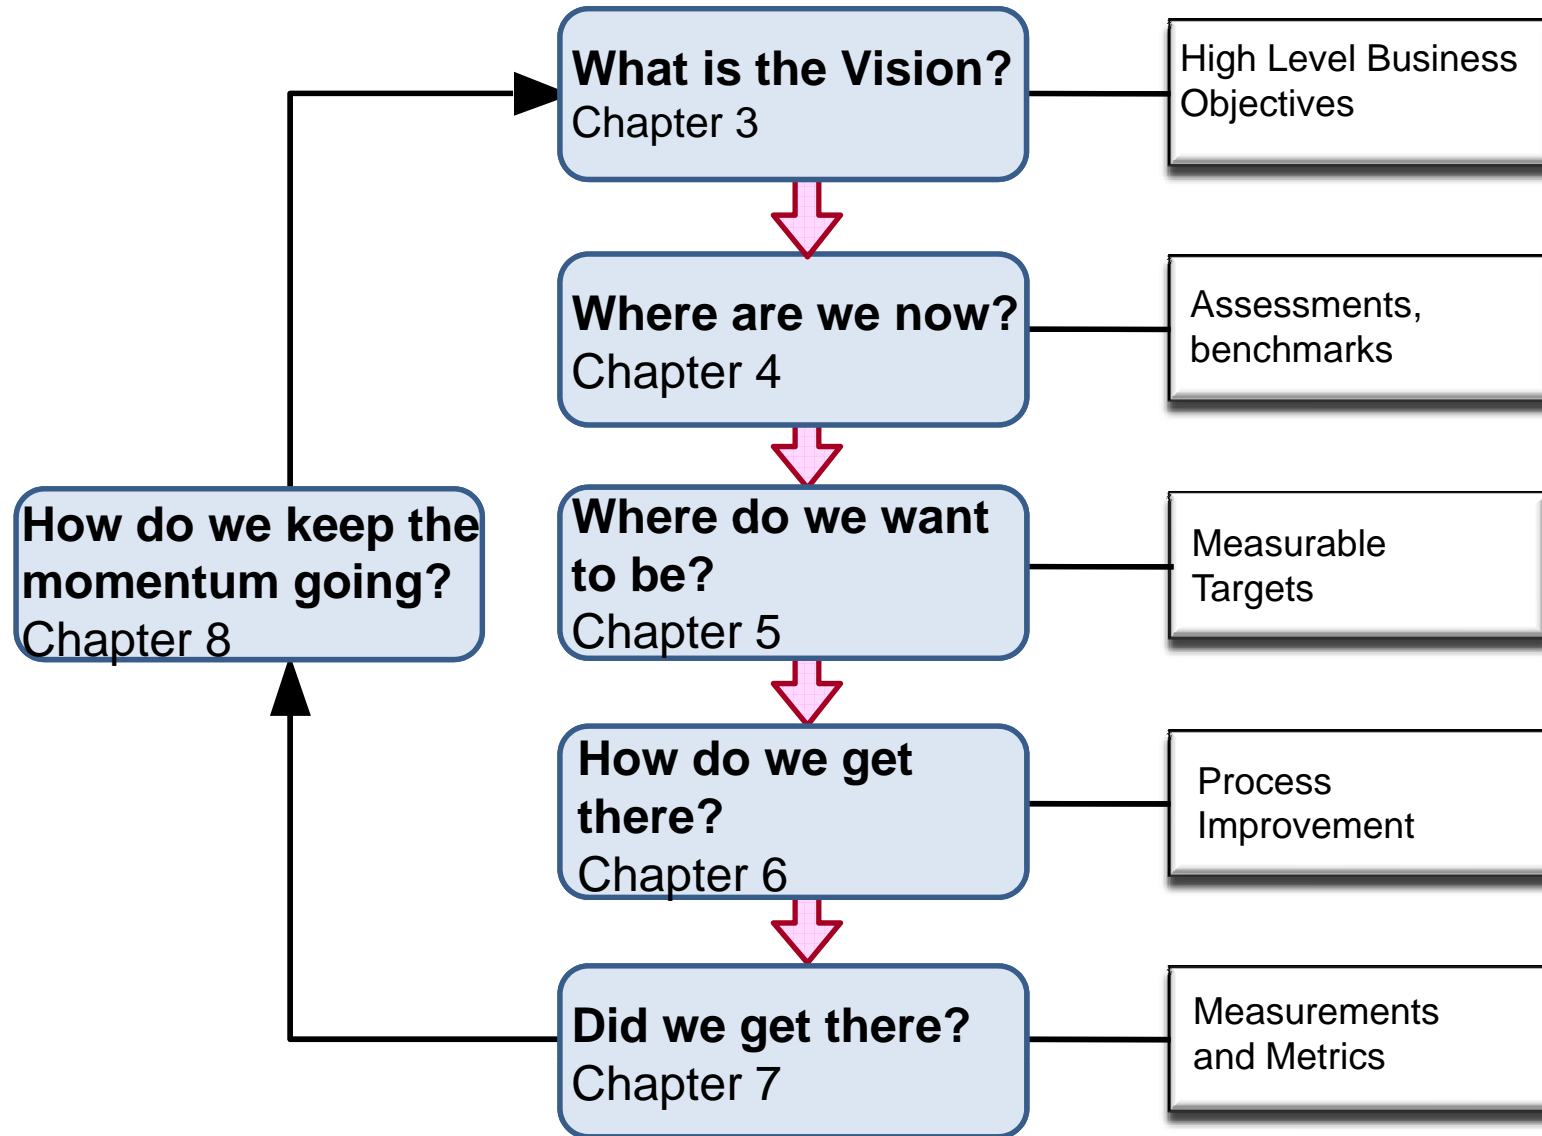 What is the Vision?
Chapter 3
High Level Business
Objectives
Where are we now?
Chapter 4
Assessments,
benchmarks
How do we keep the
momentum going?
Chapter 8
Where do we want
to be?
Chapter 5
Measurable
Targets
How do we get
there?
Chapter 6
Process
Improvement
Did we get there?
Chapter 7
Measurements
and Metrics